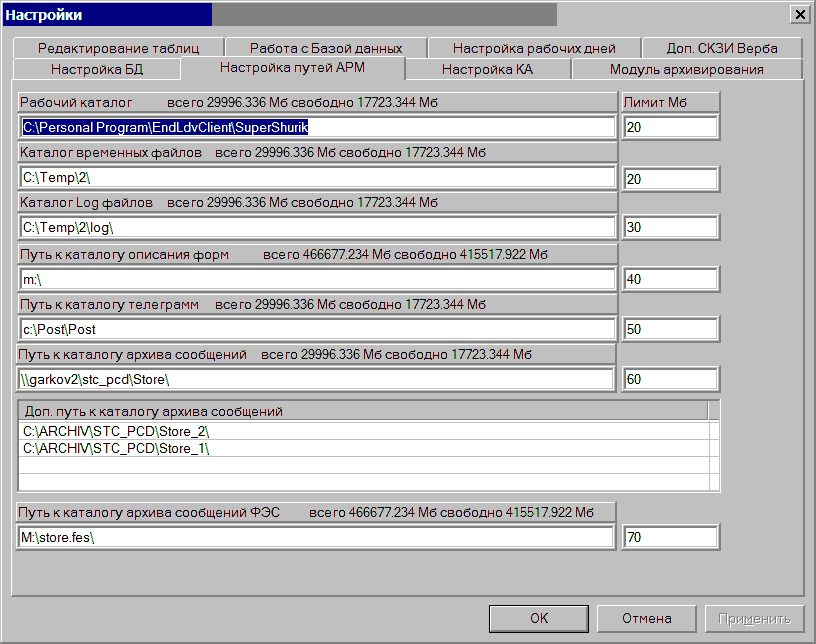 Настройки
Редактирование таблиц Работа с Базой данных Настройка рабочих дней Доп. СКЗИ Верба
Настройка БД Настройка путей АРМ Настройка КА Модуль архивирования
Рабочий каталог всего 29996.336 Мб свободно 17723.344 Мб Лимит Мб
C:\Personal Program\EndLdvClient\SuperShurik 20
Каталог временных файлов всего 29996.336 Мб свободно 17723.344 Мб
C:\Temp\2\ 20
Каталог Log файлов всего 29996.336 Мб свободно 17723.344 Мб
C:\Temp\2\log\ 30
Путь к каталогу описания форм всего 466677.234 Мб свободно 415517.922 Мб
m:\ 40
Путь к каталогу телеграмм всего 29996.336 Мб свободно 17723.344 Мб
c:\Post\Post 50
Путь к каталогу архива сообщений всего 29996.336 Мб свободно 17723.344 Мб
\\garkov2\stc_pcd\Store\ 60
Доп. путь к каталогу архива сообщений
C:\ARCHIV\STC_PCD\Store_2\
C:\ARCHIV\STC_PCD\Store_1\
Путь к каталогу архива сообщений ФЭС всего 466677.234 Мб свободно 415517.922 Мб
M:\store.fes\ 70
OK Отмена Применить